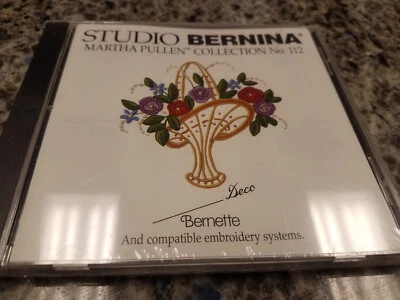 STUDIO BERNINA®
MARTHA PULLEN® COLLECTION No. 112
Deco
Bernette
And compatible embroidery systems.